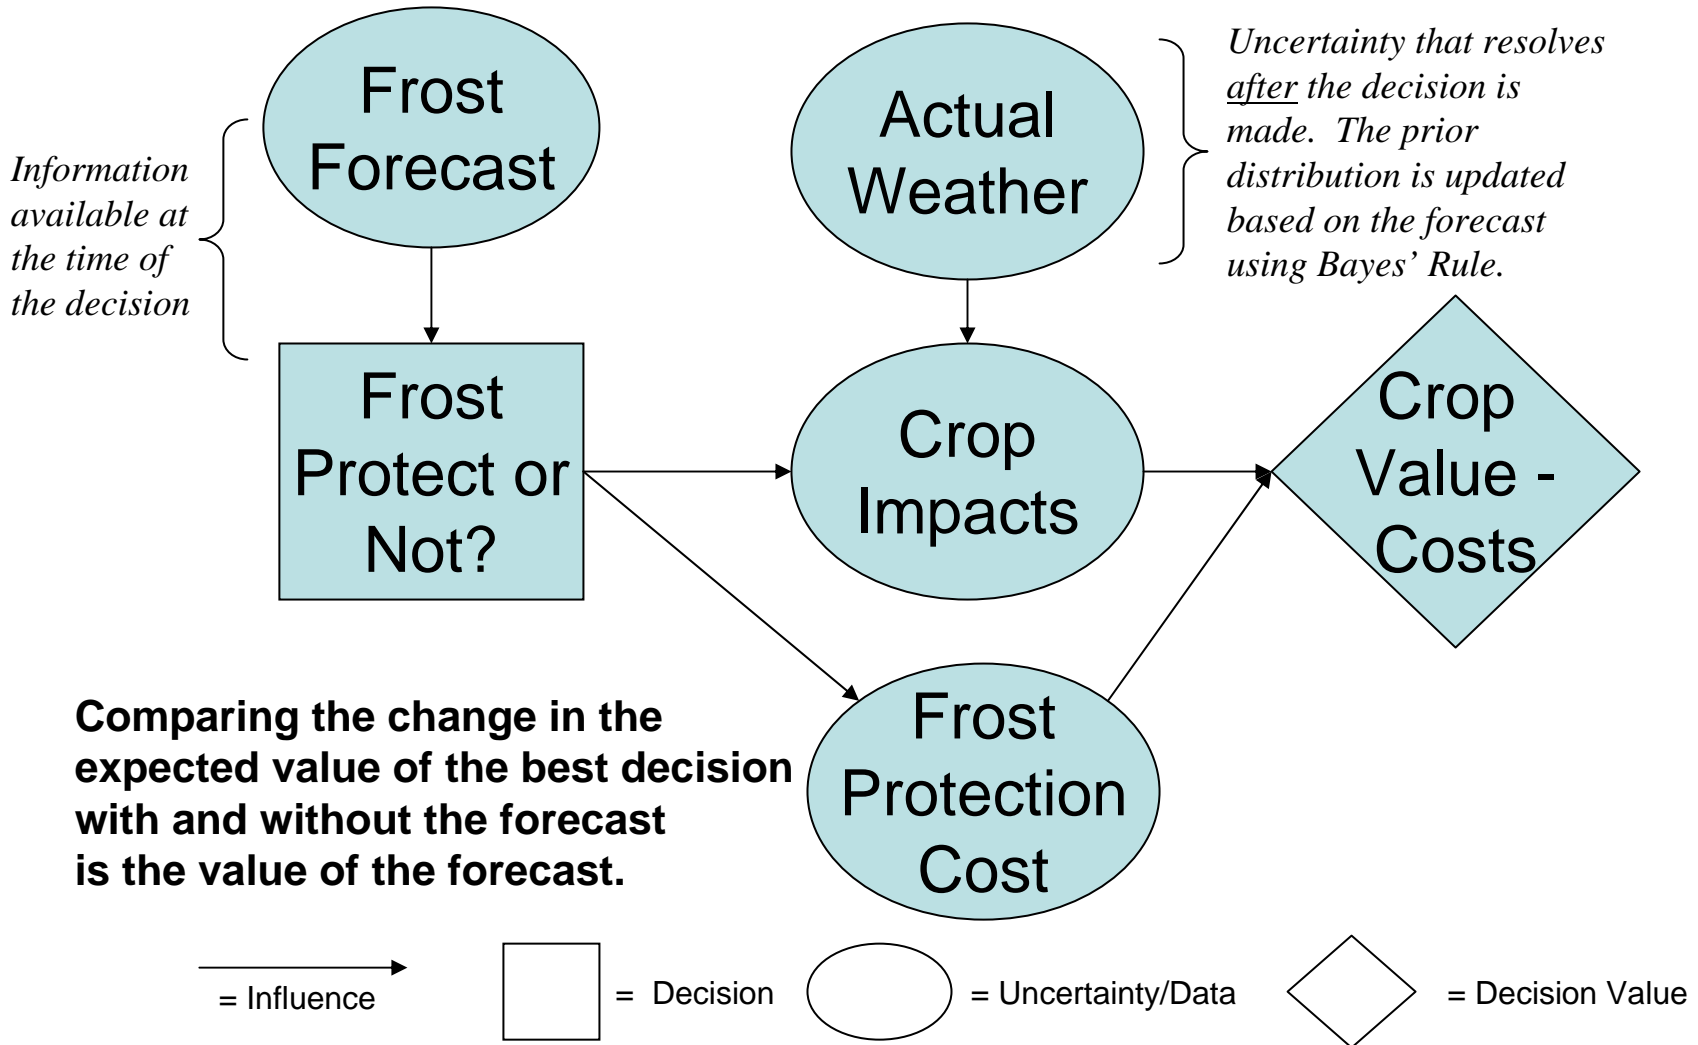 Frost
Forecast
Actual
Weather
Uncertainty that resolves
after the decision is
made. The prior
distribution is updated
based on the forecast
using Bayes’ Rule.
Information
available at
the time of
the decision
Frost
Protect or
Not?
Crop
Impacts
Crop
Value -
Costs
Frost
Protection
Cost
Comparing the change in the
expected value of the best decision
with and without the forecast
is the value of the forecast.
= Influence
= Decision
= Uncertainty/Data
= Decision Value